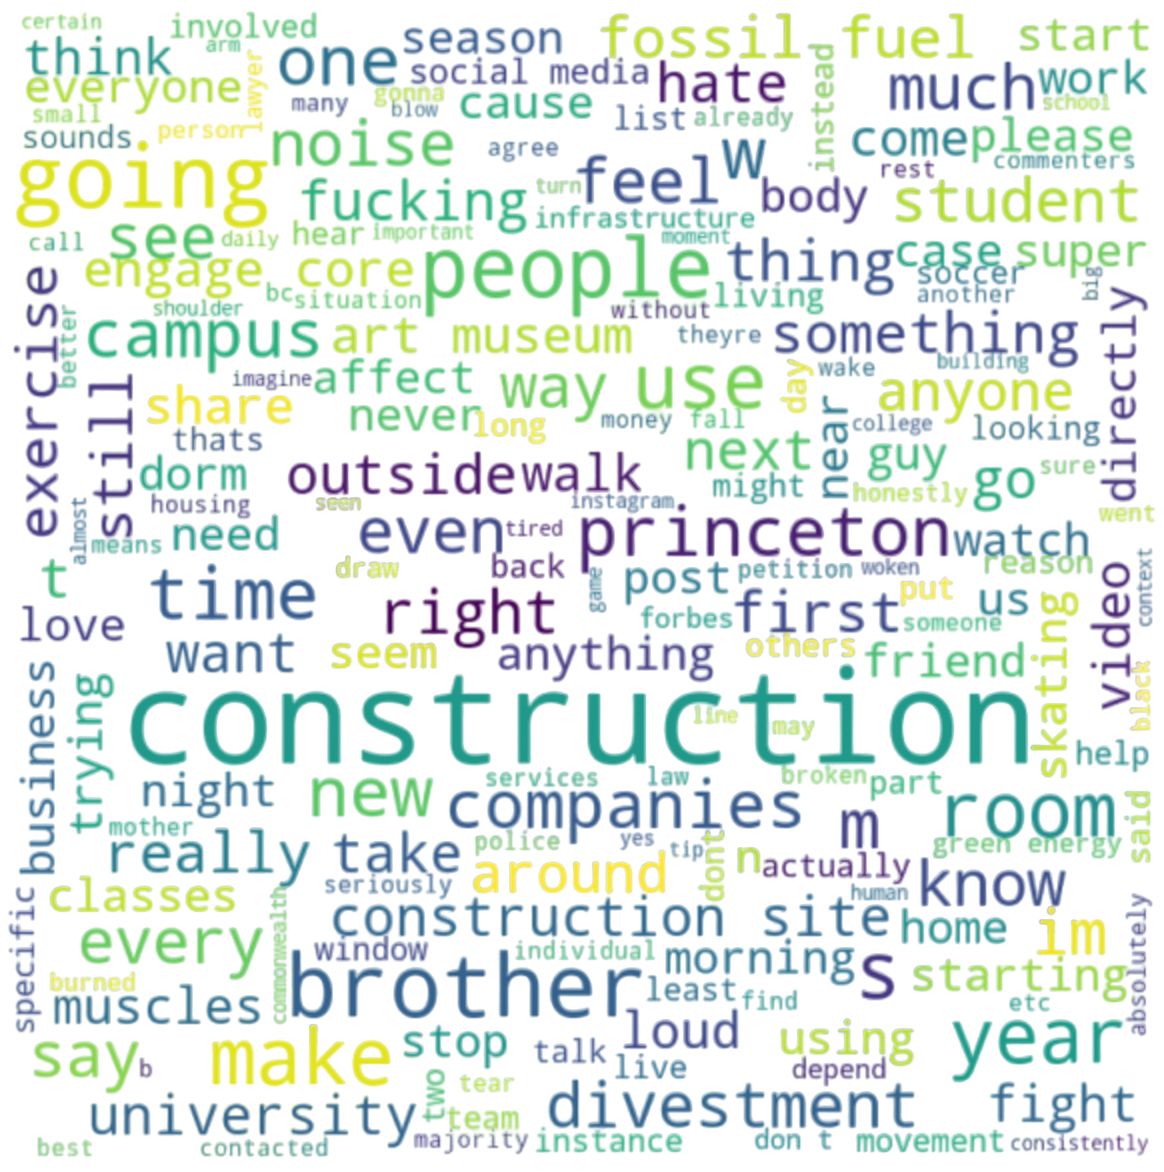 certain involved season fossil fuel start
think arm lawyer one social media hate much work
everyone many gonna blow cause list already instead school
small sounds person noise agree w come please commenters
going fucking turn feel body rest student
call see daily hear important infrastructure moment thing case super
engage core people soccer another big
exercise shoulder bc situation living without directly
better campus art museum theyre something building
still imagine affect way use day wake anyone
share never long money fall near college looking
thats dorm outside walk next guy go sure
housing seen instagram might honestly went
almost means need even tired princeton watch
t draw back game post petition woken reason context
time right forbes first put us
love someone
want seem anything others friend skating video black
business trying construction line may help
night new services law broken part
mother companies m room said
really take police yes tip dont n green energy
classes seriously around actually human know
specific commonwealth construction site home im absolutely
every window individual morning s starting
burned muscles brother least find etc
say b make stop talk loud live using depend year
university two tear team divestment fight
best contacted majority instance don t movement consistently